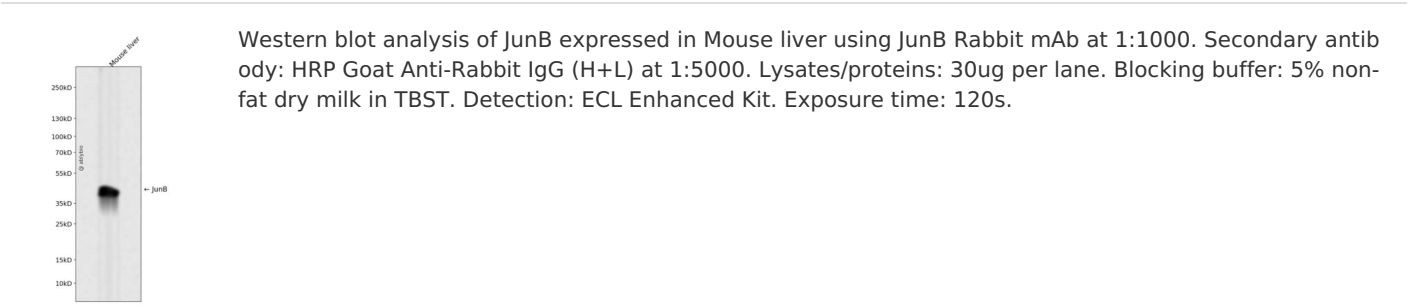 Mouse liver
250kD
130kD
100kD
70kD
55kD
35kD
25kD
15kD
10kD
← JunB
Western blot analysis of JunB expressed in Mouse liver using JunB Rabbit mAb at 1:1000. Secondary antib
ody: HRP Goat Anti-Rabbit IgG (H+L) at 1:5000. Lysates/proteins: 30ug per lane. Blocking buffer: 5% non-
fat dry milk in TBST. Detection: ECL Enhanced Kit. Exposure time: 120s.